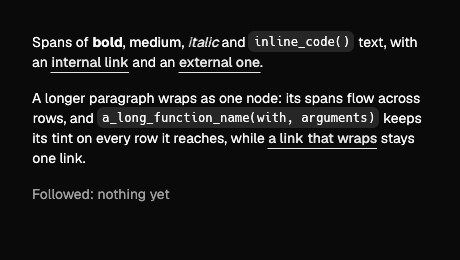 Spans of bold, medium, italic and inline_code() text, with
an internal link and an external one.
A longer paragraph wraps as one node: its spans flow across
rows, and a_long_function_name(with, arguments) keeps
its tint on every row it reaches, while a link that wraps stays
one link.
Followed: nothing yet